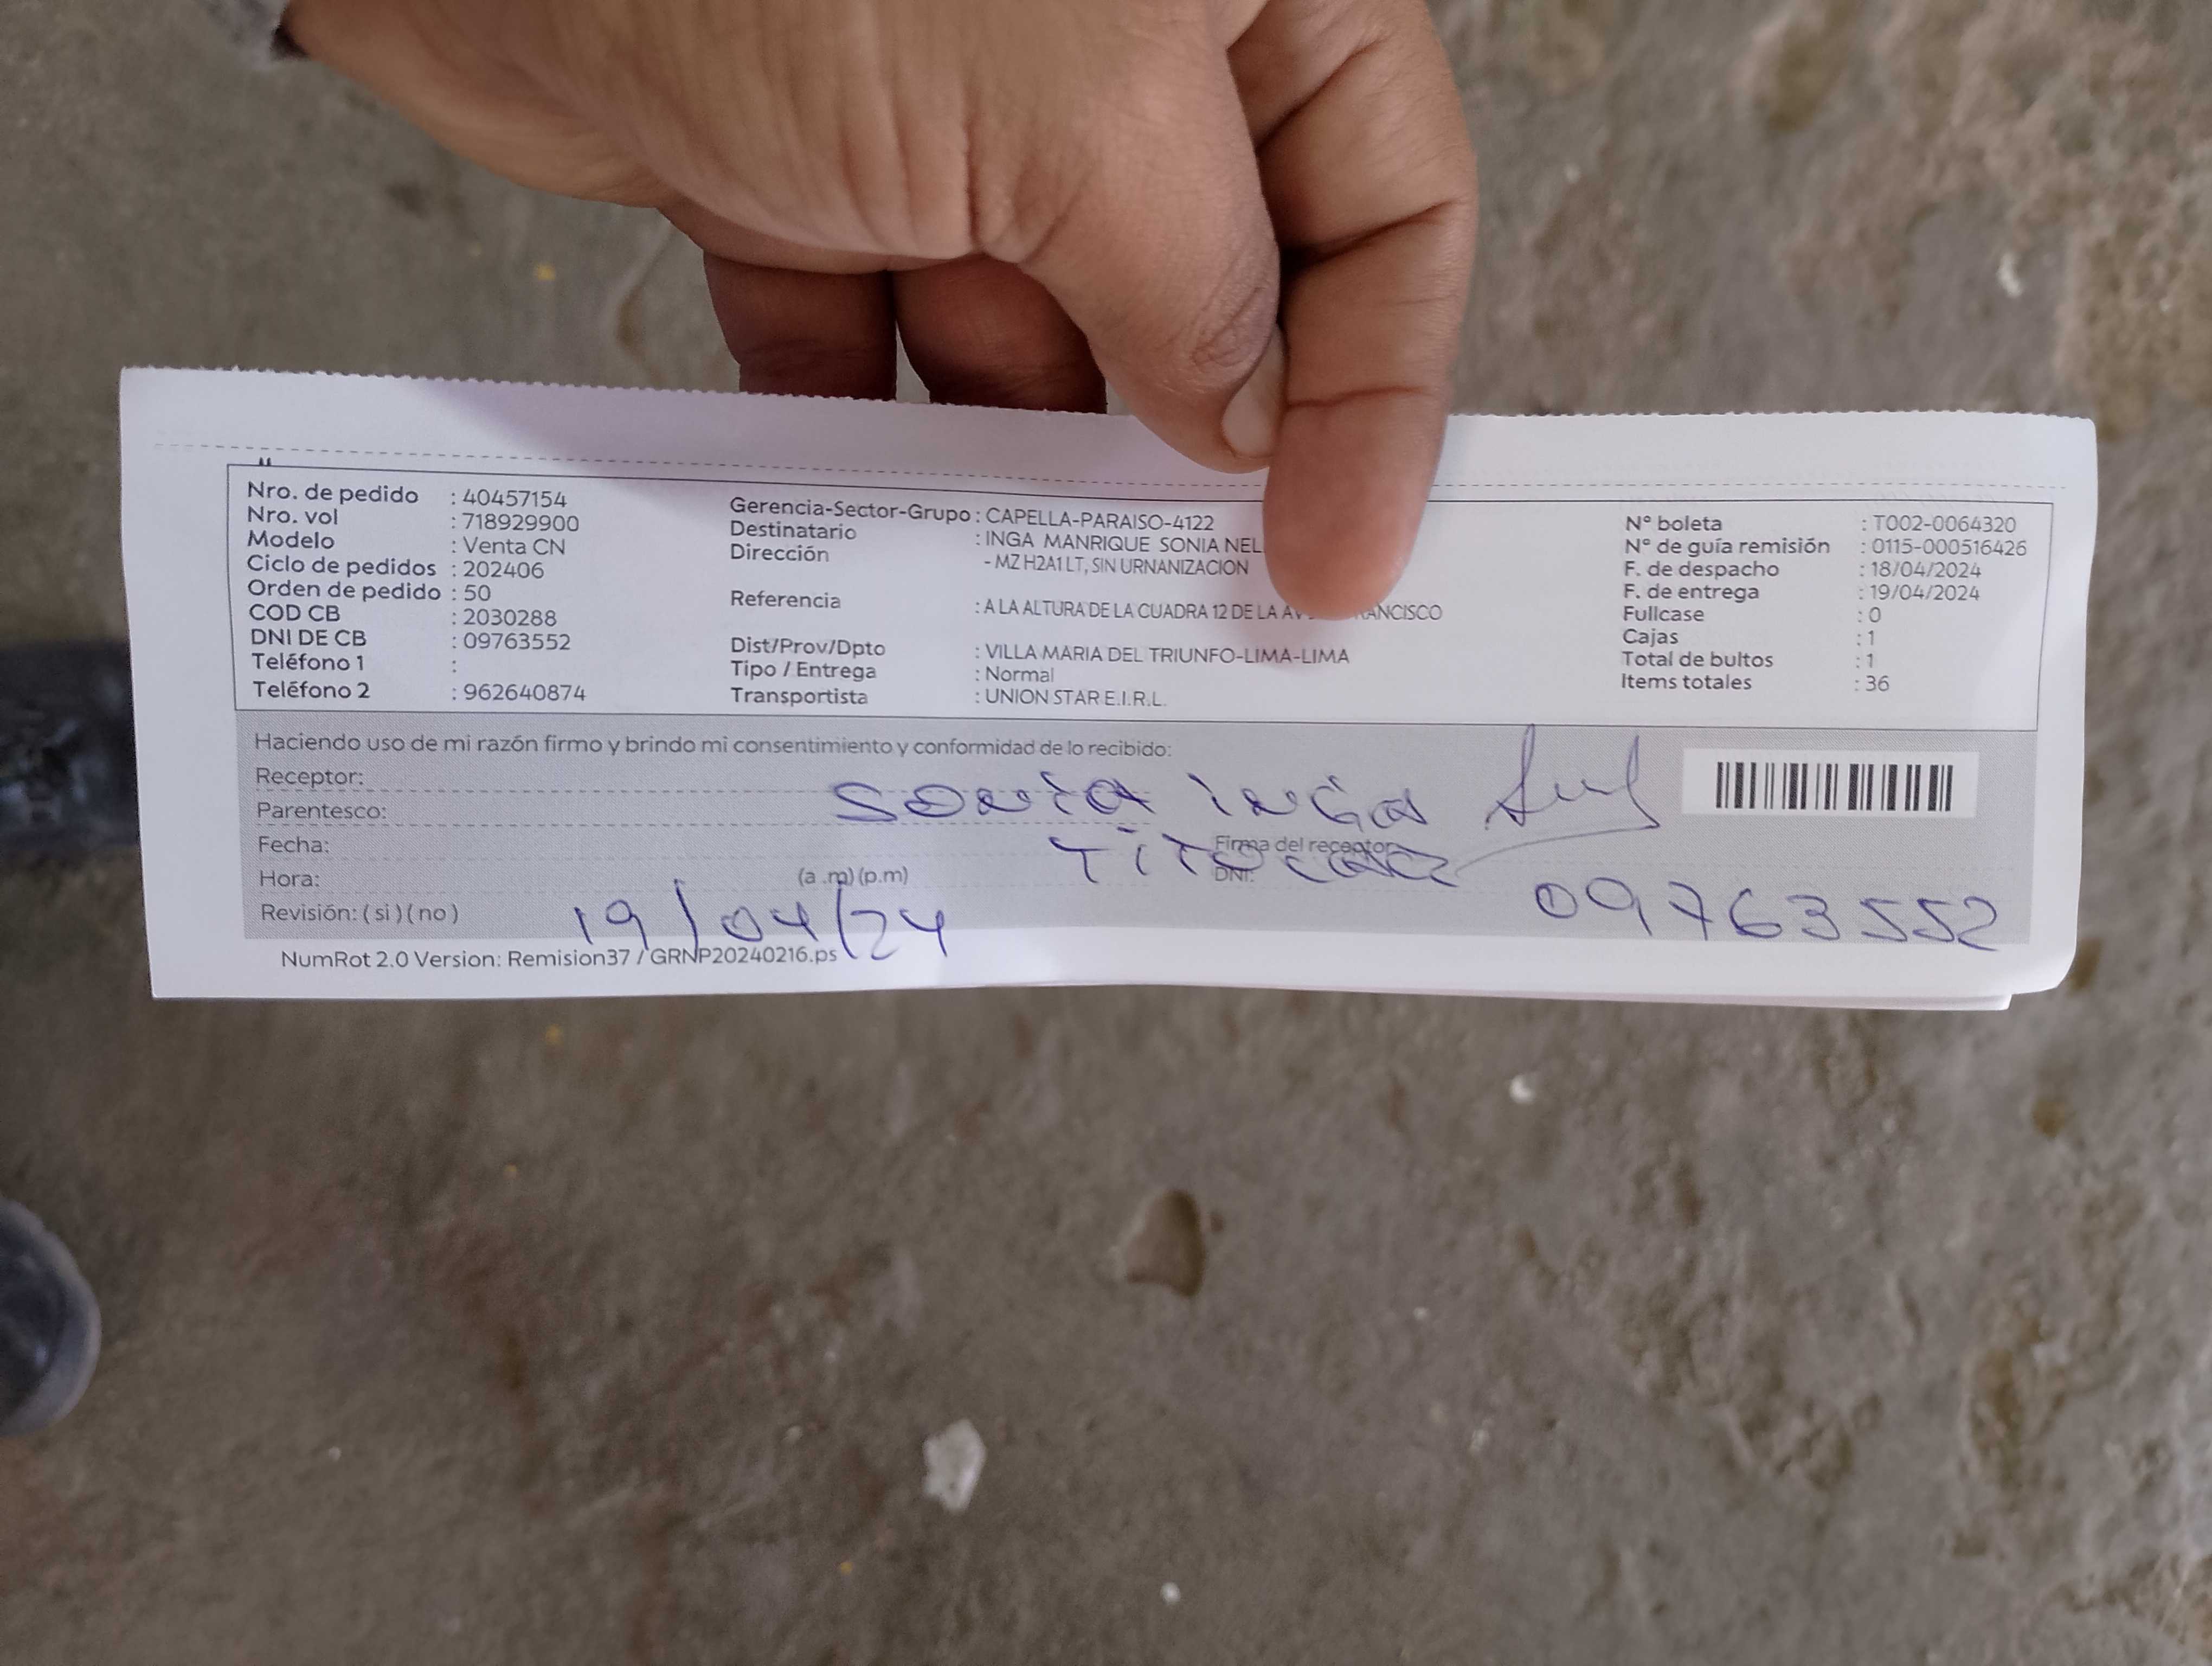 Nro. de pedido : 40457154
Nro. vol : 718929900
Modelo : Venta CN
Ciclo de pedidos : 202406
Orden de pedido : 50
COD CB : 2030288
DNI DE CB : 09763552
Teléfono 1 :
Teléfono 2 : 962640874
Gerencia-Sector-Grupo : CAPELLA-PARAISO-4122
Destinatario : INGA MANRIQUE SONIA
Dirección - MZ H2A1 LT, SIN URNANIZACION
Referencia : A LA ALTURA DE LA CUADRA 12 DE LA
Dist/Prov/Dpto : VILLA MARIA DEL TRIUNFO-LIMA-LIMA
Tipo / Entrega : Normal
Transportista : UNION STAR E.I.R.L.
N° boleta : T002-0064320
N° de guía remisión : 0115-000516426
F. de despacho : 18/04/2024
F. de entrega : 19/04/2024
Fullcase : 0
Cajas : 1
Total de bultos : 1
Items totales : 36
Haciendo uso de mi razón firmo y brindo mi consentimiento y conformidad de lo recibido:
Receptor:
Parentesco: Sonia Inga
Fecha: Titular
Firma del receptor
Hora: (a .m) (p.m)
DNI: 09763552
Revisión: ( si ) ( no ) 19/04/24
NumRot 2.0 Version: Remision37 / GRNP20240216.ps